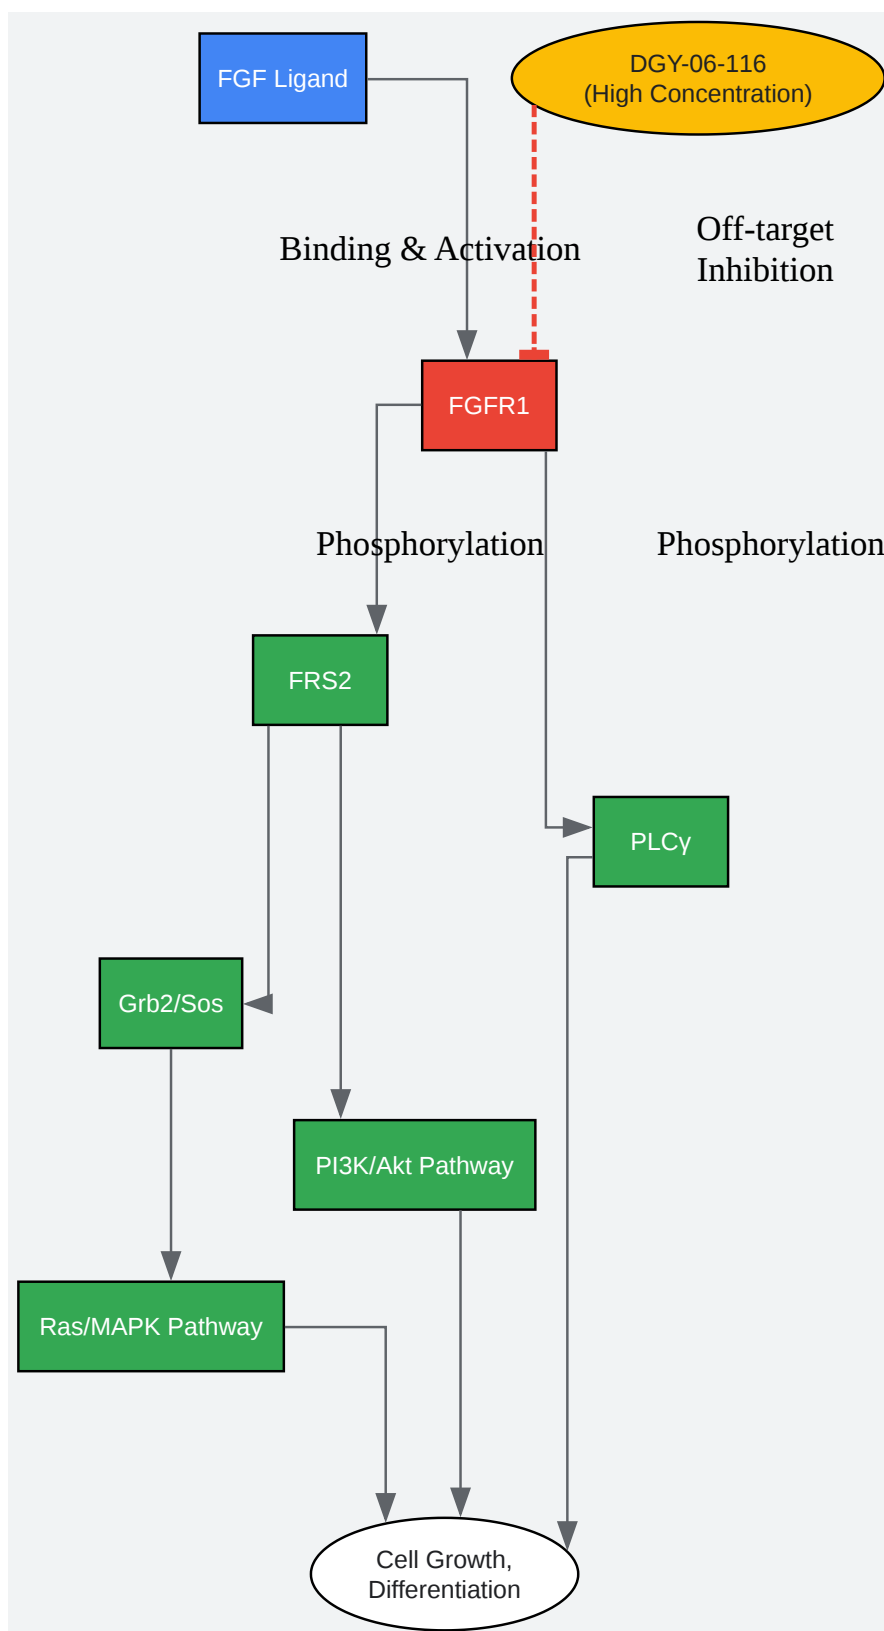 FGF Ligand
DGY-06-116
(High Concentration)
Binding & Activation
Off-target
Inhibition
FGFR1
Phosphorylation
Phosphorylation
FRS2
PLCγ
Grb2/Sos
PI3K/Akt Pathway
Ras/MAPK Pathway
Cell Growth,
Differentiation